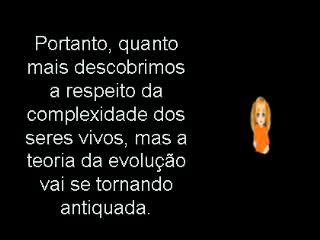 Portanto, quanto
mais descobrimos
a respeito da
complexidade dos
seres vivos, mas a
teoria da evolução
vai se tornando
antiquada.